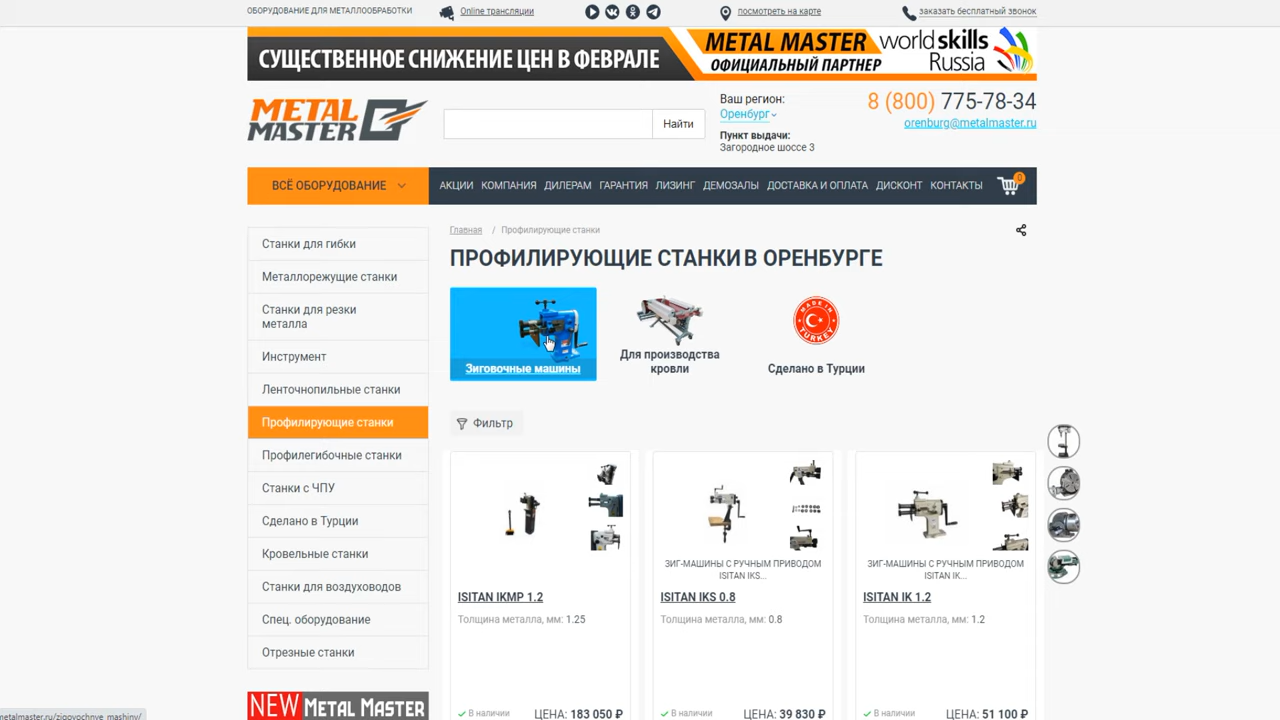 ОБОРУДОВАНИЕ ДЛЯ МЕТАЛЛООБРАБОТКИ
Online трансляции
посмотреть на карте
заказать бесплатный звонок
СУЩЕСТВЕННОЕ СНИЖЕНИЕ ЦЕН В ФЕВРАЛЕ
METAL MASTER
ОФИЦИАЛЬНЫЙ ПАРТНЕР
worldskills
Russia
METAL
MASTER
Найти
Ваш регион:
Оренбург
Пункт выдачи:
Загородное шоссе 3
8 (800) 775-78-34
orenburg@metalmaster.ru
ВСЁ ОБОРУДОВАНИЕ
АКЦИИ КОМПАНИЯ ДИЛЕРАМ ГАРАНТИЯ ЛИЗИНГ ДЕМОЗАЛЫ ДОСТАВКА И ОПЛАТА ДИСКОНТ КОНТАКТЫ
0
Станки для гибки
Металлорежущие станки
Станки для резки
металла
Инструмент
Ленточнопильные станки
Профилирующие станки
Профилегибочные станки
Станки с ЧПУ
Сделано в Турции
Кровельные станки
Станки для воздуховодов
Спец. оборудование
Отрезные станки
NEW METAL MASTER
Главная / Профилирующие станки
ПРОФИЛИРУЮЩИЕ СТАНКИ В ОРЕНБУРГЕ
Зиговочные машины
Для производства
кровли
MADE IN
TURKEY
Сделано в Турции
Фильтр
ISITAN IKMP 1.2
Толщина металла, мм: 1.25
В наличии
ЦЕНА: 183 050 ₽
ЗИГ-МАШИНЫ С РУЧНЫМ ПРИВОДОМ
ISITAN IKS...
ISITAN IKS 0.8
Толщина металла, мм: 0.8
В наличии
ЦЕНА: 39 830 ₽
ЗИГ-МАШИНЫ С РУЧНЫМ ПРИВОДОМ
ISITAN IK...
ISITAN IK 1.2
Толщина металла, мм: 1.2
В наличии
ЦЕНА: 51 100 ₽
metalmaster.ru/zigovochnye_mashiny/